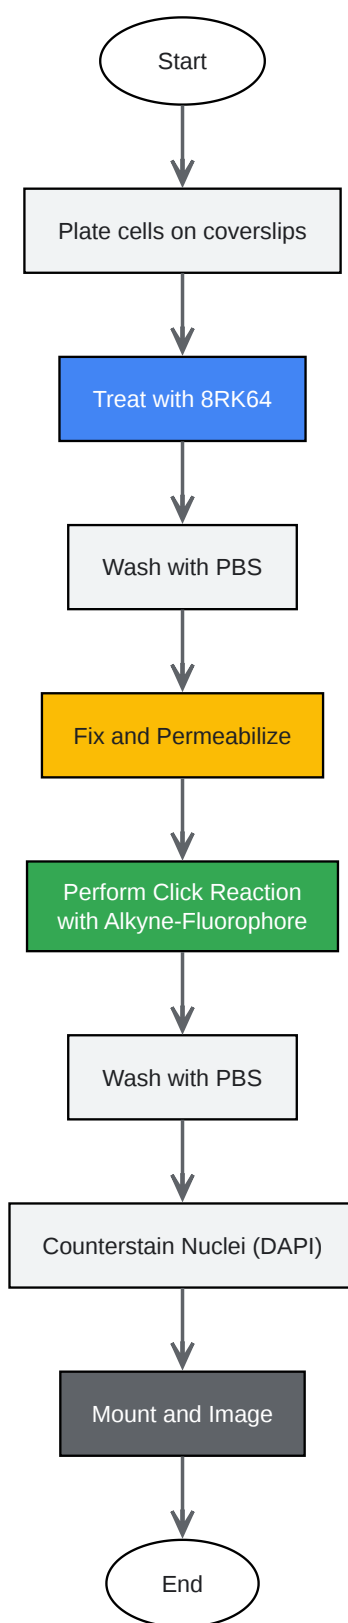 Start
Plate cells on coverslips
Treat with 8RK64
Wash with PBS
Fix and Permeabilize
Perform Click Reaction
with Alkyne-Fluorophore
Wash with PBS
Counterstain Nuclei (DAPI)
Mount and Image
End